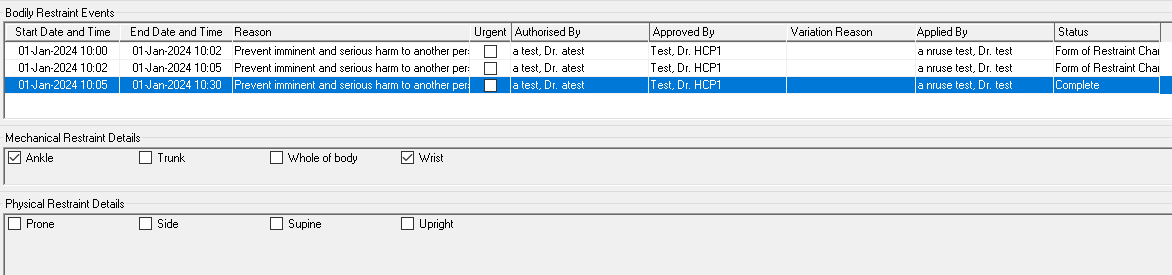 Bodily Restraint Events
Start Date and Time End Date and Time Reason Urgent Authorised By Approved By Variation Reason Applied By Status
01-Jan-2024 10:00 01-Jan-2024 10:02 Prevent imminent and serious harm to another per a test, Dr. atest Test, Dr. HCP1 a nruse test, Dr. test Form of Restraint Cha
01-Jan-2024 10:02 01-Jan-2024 10:05 Prevent imminent and serious harm to another per a test, Dr. atest Test, Dr. HCP1 a nruse test, Dr. test Form of Restraint Cha
01-Jan-2024 10:05 01-Jan-2024 10:30 Prevent imminent and serious harm to another per a test, Dr. atest Test, Dr. HCP1 a nruse test, Dr. test Complete
Mechanical Restraint Details
Ankle Trunk Whole of body Wrist
Physical Restraint Details
Prone Side Supine Upright